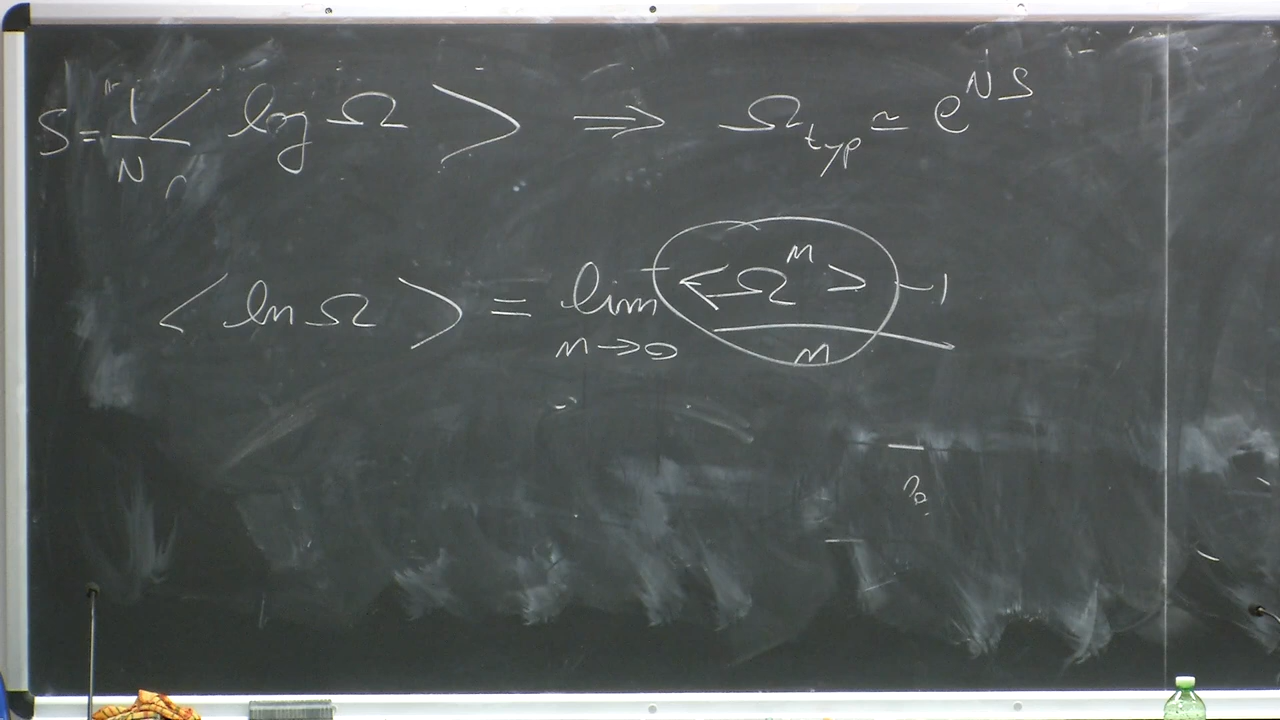 S = 1/N < log Ω > ⇒ Ω_typ ≃ e^{NS}
< ln Ω > = lim_{n→0} (< Ω^n > - 1) / n